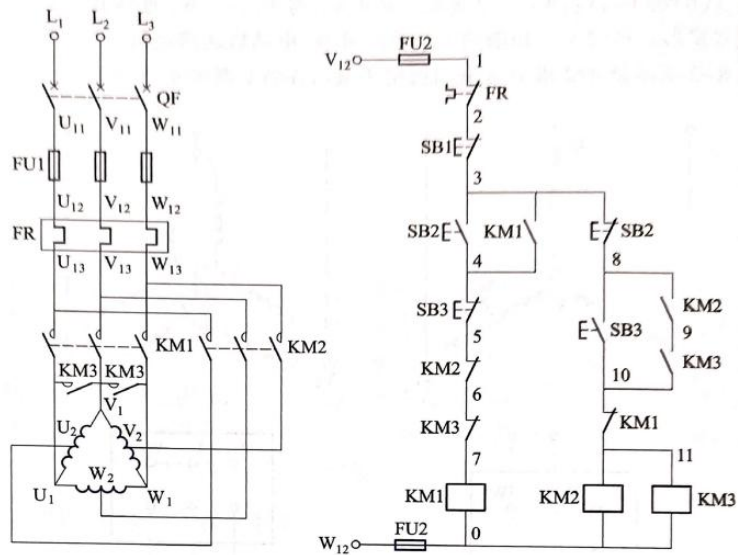 L₁ L₂ L₃
QF
U₁₁ V₁₁ W₁₁
FU1
U₁₂ V₁₂ W₁₂
FR
U₁₃ V₁₃ W₁₃
KM1 KM2
KM3 KM3
V₁
U₂ V₂
W₂
U₁ W₁
V₁₂ FU2 1
FR
2
SB1
3
SB2 KM1 SB2
4 8
SB3 KM2
5 SB3 9
KM2 KM3
6 10
KM3 KM1
7 11
KM1 KM2 KM3
W₁₂ FU2 0